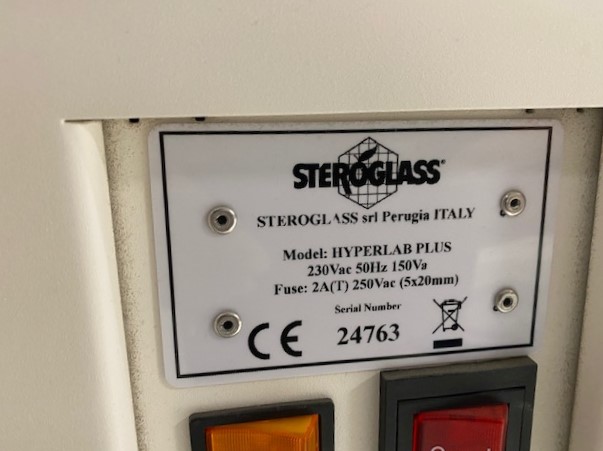 STEROGLASS®
STEROGLASS srl Perugia ITALY
Model: HYPERLAB PLUS
230Vac 50Hz 150Va
Fuse: 2A(T) 250Vac (5x20mm)
Serial Number
CE 24763